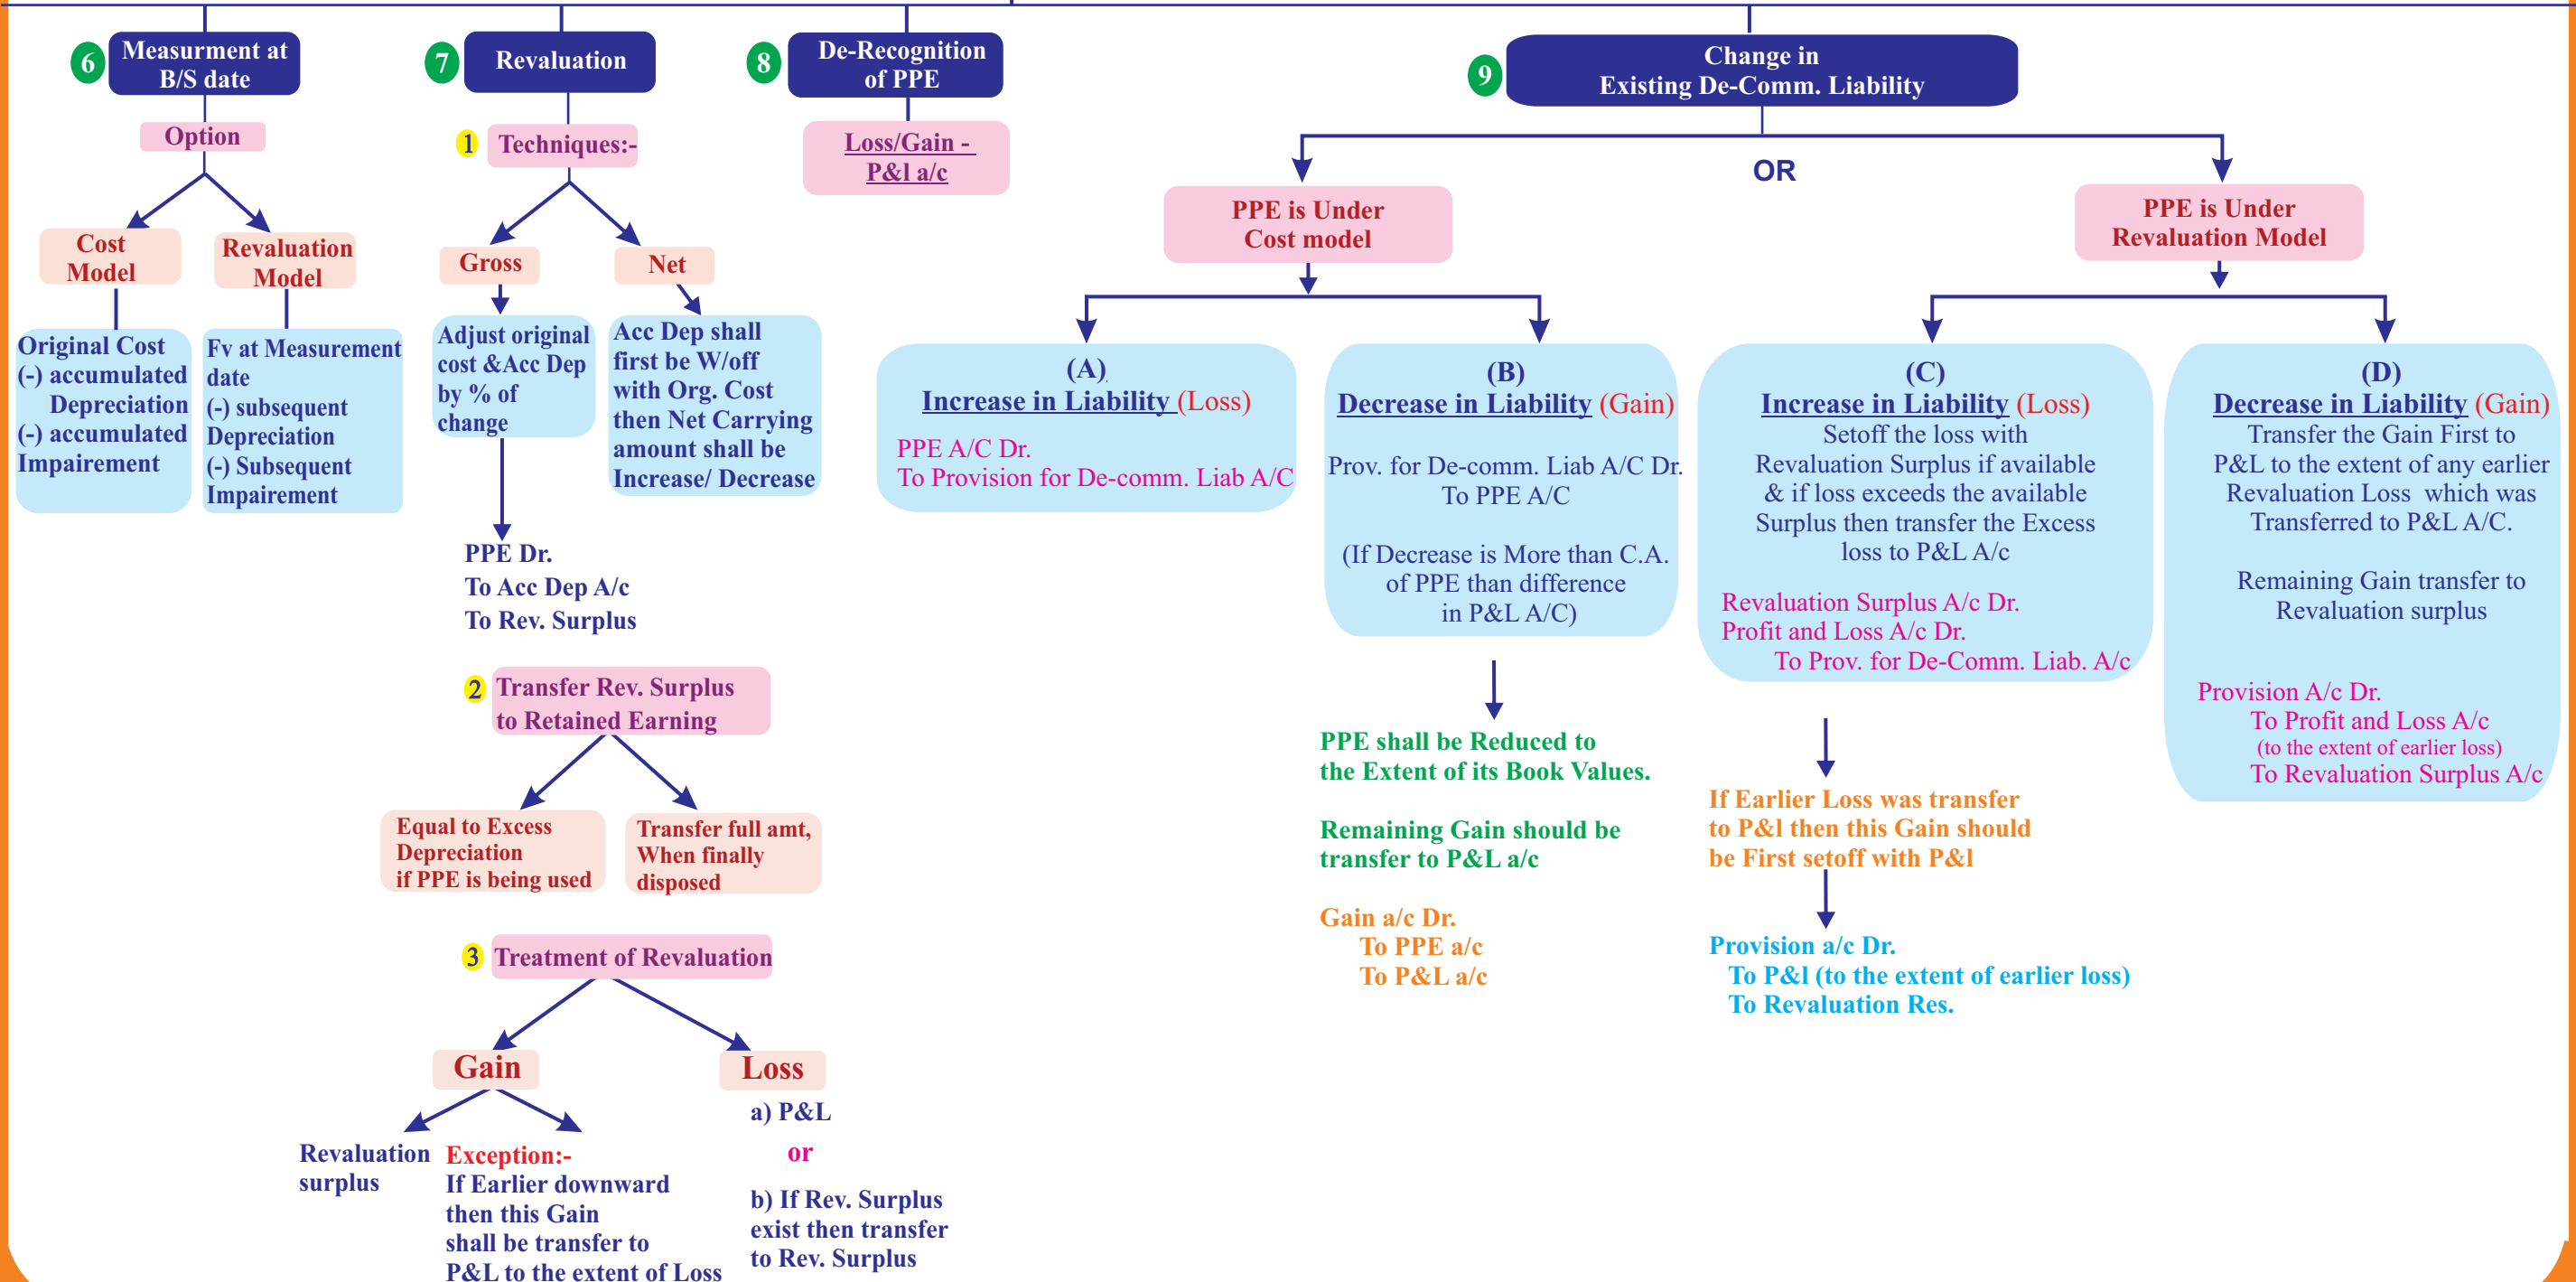 6
Measurment at
B/S date
Option
Cost
Model
Revaluation
Model
Original Cost
(-) accumulated
Depreciation
(-) accumulated
Impairement
Fv at Measurement
date
(-) subsequent
Depreciation
(-) Subsequent
Impairement
7
Revaluation
1
Techniques:-
Gross
Net
Adjust original
cost &Acc Dep
by % of
change
Acc Dep shall
first be W/off
with Org. Cost
then Net Carrying
amount shall be
Increase/ Decrease
PPE Dr.
To Acc Dep A/c
To Rev. Surplus
2
Transfer Rev. Surplus
to Retained Earning
Equal to Excess
Depreciation
if PPE is being used
Transfer full amt,
When finally
disposed
3
Treatment of Revaluation
Gain
Loss
Revaluation
surplus
Exception:-
If Earlier downward
then this Gain
shall be transfer to
P&L to the extent of Loss
a) P&L
or
b) If Rev. Surplus
exist then transfer
to Rev. Surplus
8
De-Recognition
of PPE
Loss/Gain -
P&l a/c
9
Change in
Existing De-Comm. Liability
OR
PPE is Under
Cost model
PPE is Under
Revaluation Model
(A)
Increase in Liability (Loss)
PPE A/C Dr.
To Provision for De-comm. Liab A/C
(B)
Decrease in Liability (Gain)
Prov. for De-comm. Liab A/C Dr.
To PPE A/C
(If Decrease is More than C.A.
of PPE than difference
in P&L A/C)
PPE shall be Reduced to
the Extent of its Book Values.
Remaining Gain should be
transfer to P&L a/c
Gain a/c Dr.
To PPE a/c
To P&L a/c
(C)
Increase in Liability (Loss)
Setoff the loss with
Revaluation Surplus if available
& if loss exceeds the available
Surplus then transfer the Excess
loss to P&L A/c
Revaluation Surplus A/c Dr.
Profit and Loss A/c Dr.
To Prov. for De-Comm. Liab. A/c
If Earlier Loss was transfer
to P&l then this Gain should
be First setoff with P&l
Provision a/c Dr.
To P&l (to the extent of earlier loss)
To Revaluation Res.
(D)
Decrease in Liability (Gain)
Transfer the Gain First to
P&L to the extent of any earlier
Revaluation Loss which was
Transferred to P&L A/C.
Remaining Gain transfer to
Revaluation surplus
Provision A/c Dr.
To Profit and Loss A/c
(to the extent of earlier loss)
To Revaluation Surplus A/c